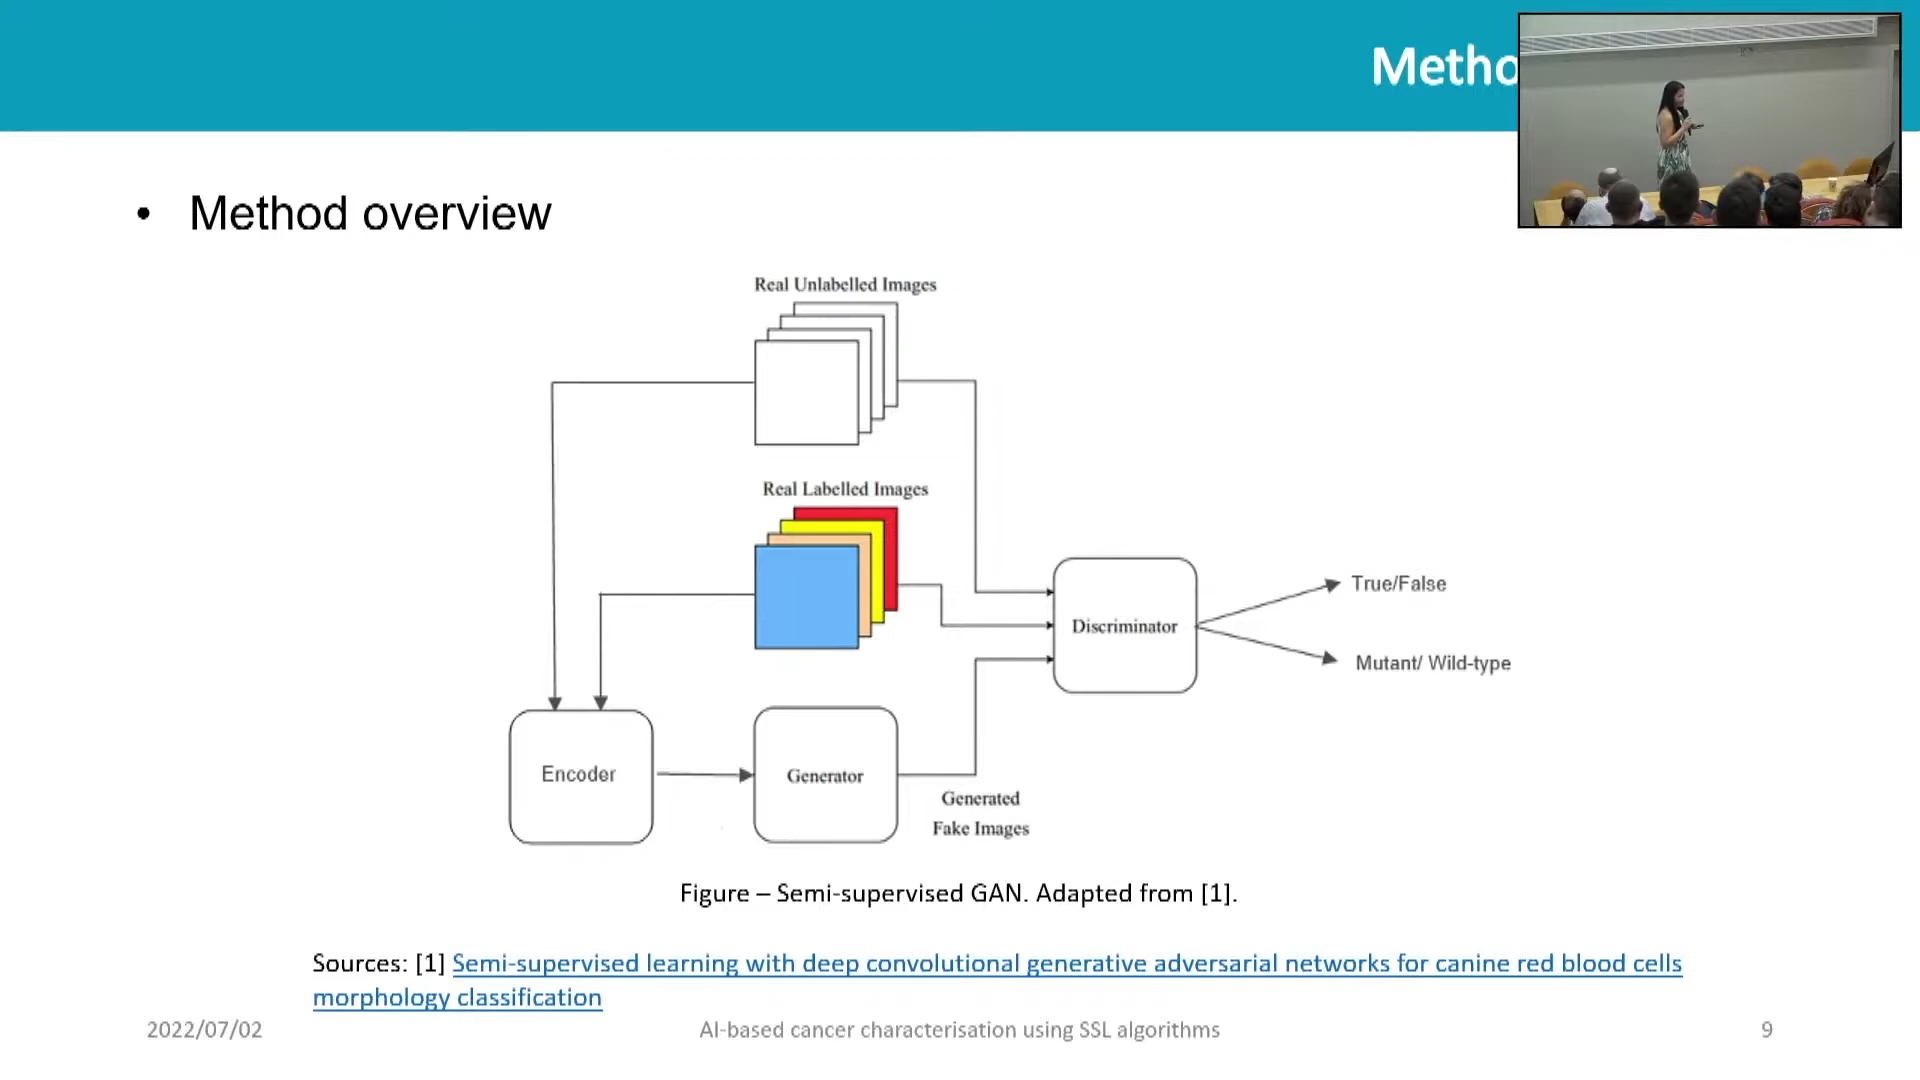 Metho
• Method overview
Real Unlabelled Images
Real Labelled Images
Discriminator
True/False
Mutant/ Wild-type
Encoder
Generator
Generated
Fake Images
Figure – Semi-supervised GAN. Adapted from [1].
Sources: [1] Semi-supervised learning with deep convolutional generative adversarial networks for canine red blood cells
morphology classification
2022/07/02
AI-based cancer characterisation using SSL algorithms
9